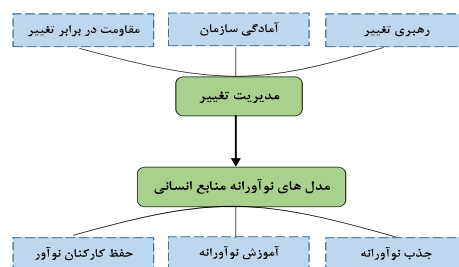 رهبری تغییر
آمادگی سازمان
مقاومت در برابر تغییر
مدیریت تغییر
مدل های نوآورانه منابع انسانی
جذب نوآورانه
آموزش نوآورانه
حفظ کارکنان نوآور